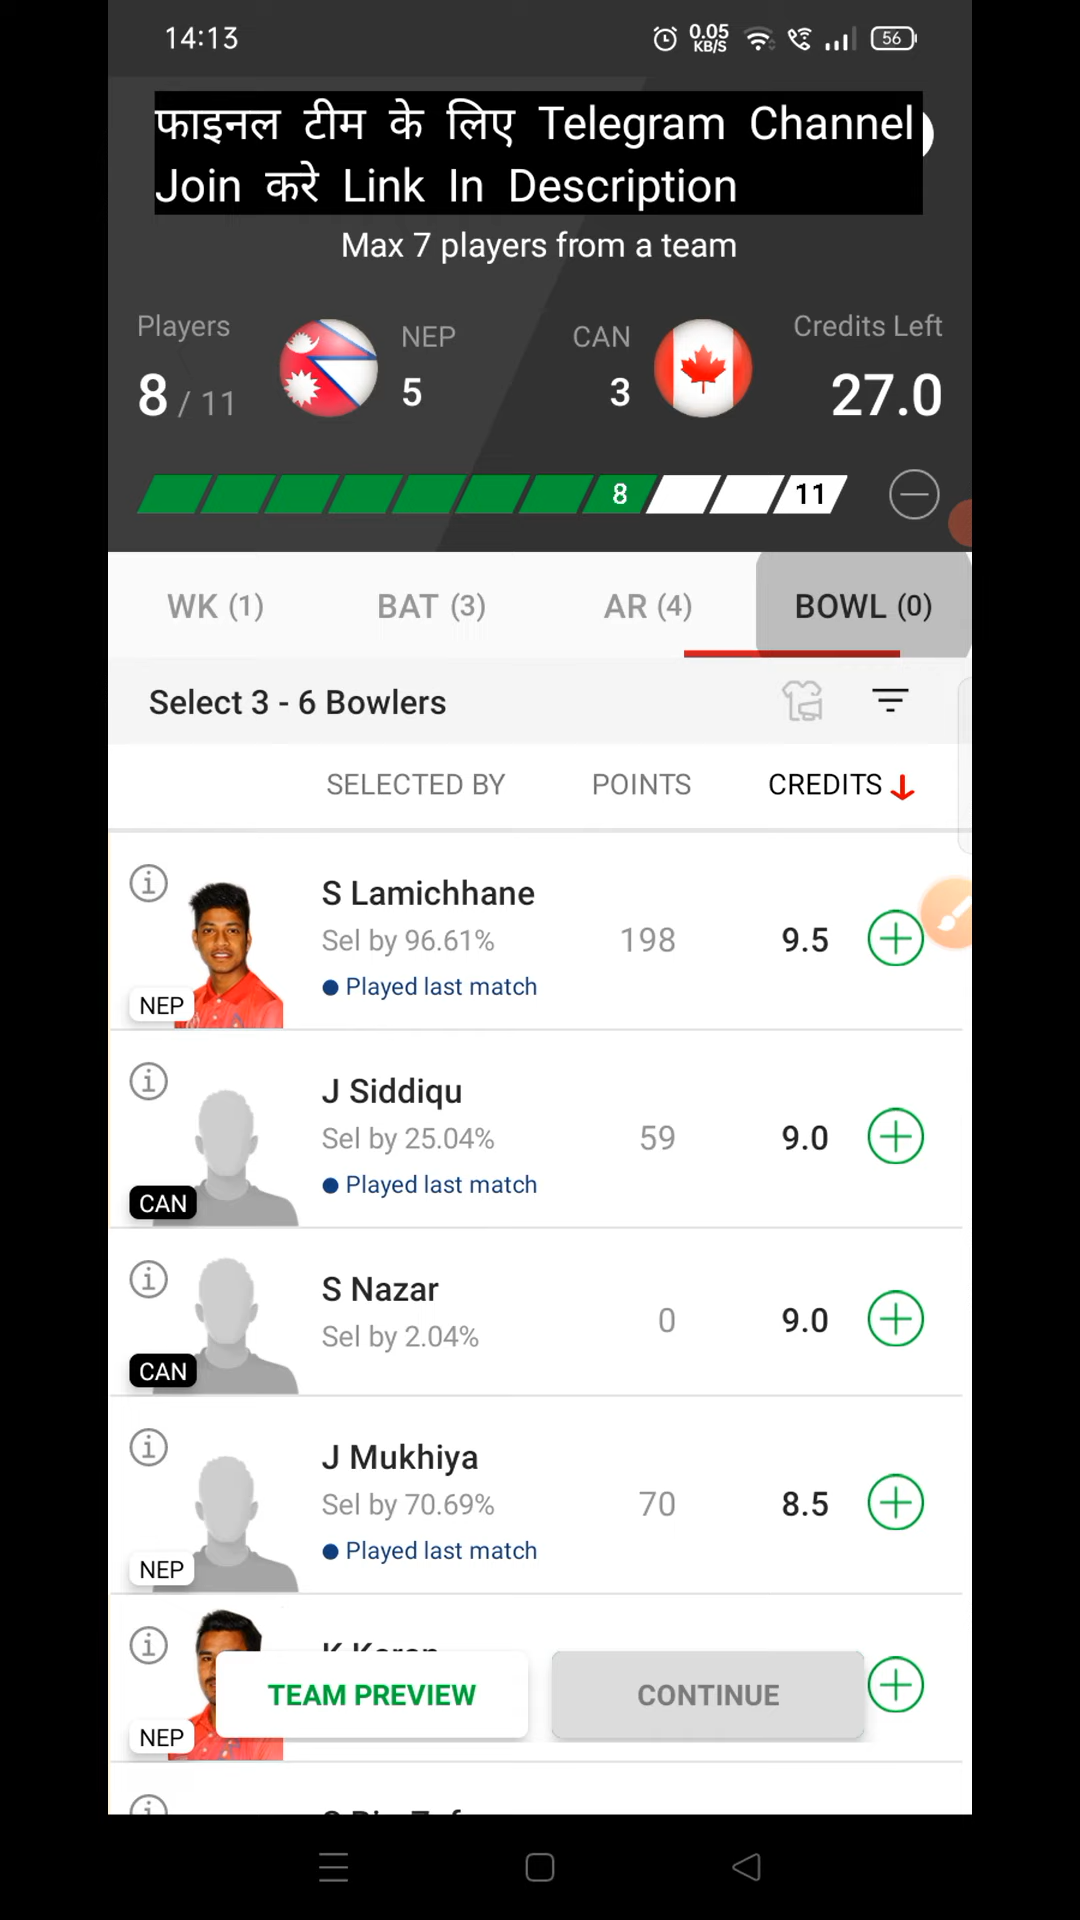 14:13
0.05
KB/S
56
फाइनल टीम के लिए Telegram Channel
Join करे Link In Description
Max 7 players from a team
Players
NEP
CAN
Credits Left
8 / 11
5
3
27.0
8
11
WK (1)
BAT (3)
AR (4)
BOWL (0)
Select 3 - 6 Bowlers
SELECTED BY
POINTS
CREDITS
S Lamichhane
Sel by 96.61%
198
9.5
Played last match
NEP
J Siddiqu
Sel by 25.04%
59
9.0
Played last match
CAN
S Nazar
Sel by 2.04%
0
9.0
CAN
J Mukhiya
Sel by 70.69%
70
8.5
Played last match
NEP
TEAM PREVIEW
CONTINUE
NEP